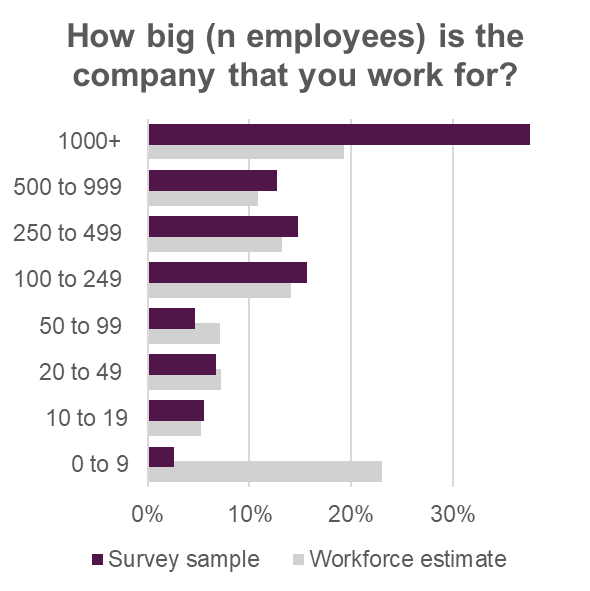 How big (n employees) is the
company that you work for?
1000+
500 to 999
250 to 499
100 to 249
50 to 99
20 to 49
10 to 19
0 to 9
0% 10% 20% 30%
Survey sample Workforce estimate